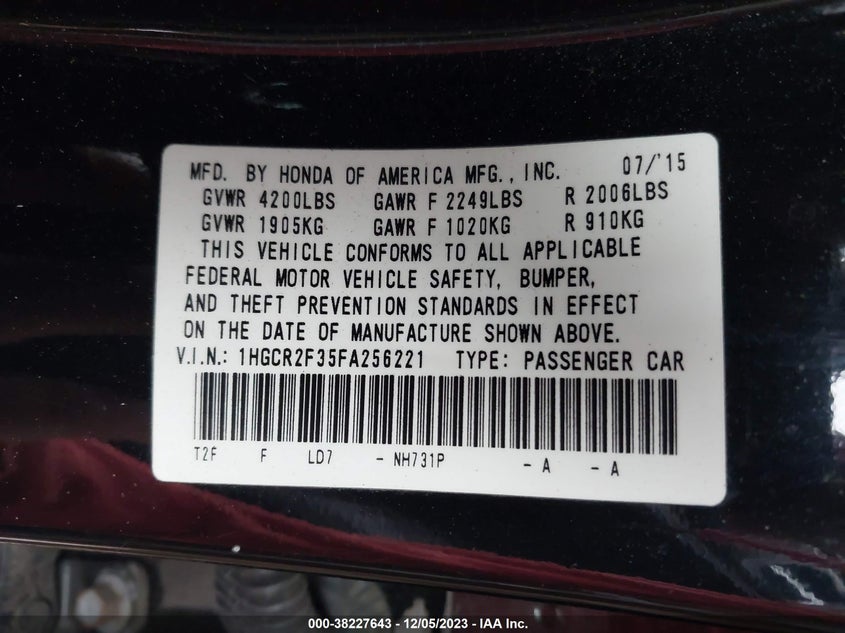 MFD. BY HONDA OF AMERICA MFG., INC. 07/'15
GVWR 4200LBS GAWR F 2249LBS R 2006LBS
GVWR 1905KG GAWR F 1020KG R 910KG
THIS VEHICLE CONFORMS TO ALL APPLICABLE
FEDERAL MOTOR VEHICLE SAFETY, BUMPER,
AND THEFT PREVENTION STANDARDS IN EFFECT
ON THE DATE OF MANUFACTURE SHOWN ABOVE.
V.I.N.: 1HGCR2F35FA256221 TYPE: PASSENGER CAR
T2F F LD7 - NH731P - A - A
000-38227643 - 12/05/2023 - IAA Inc.